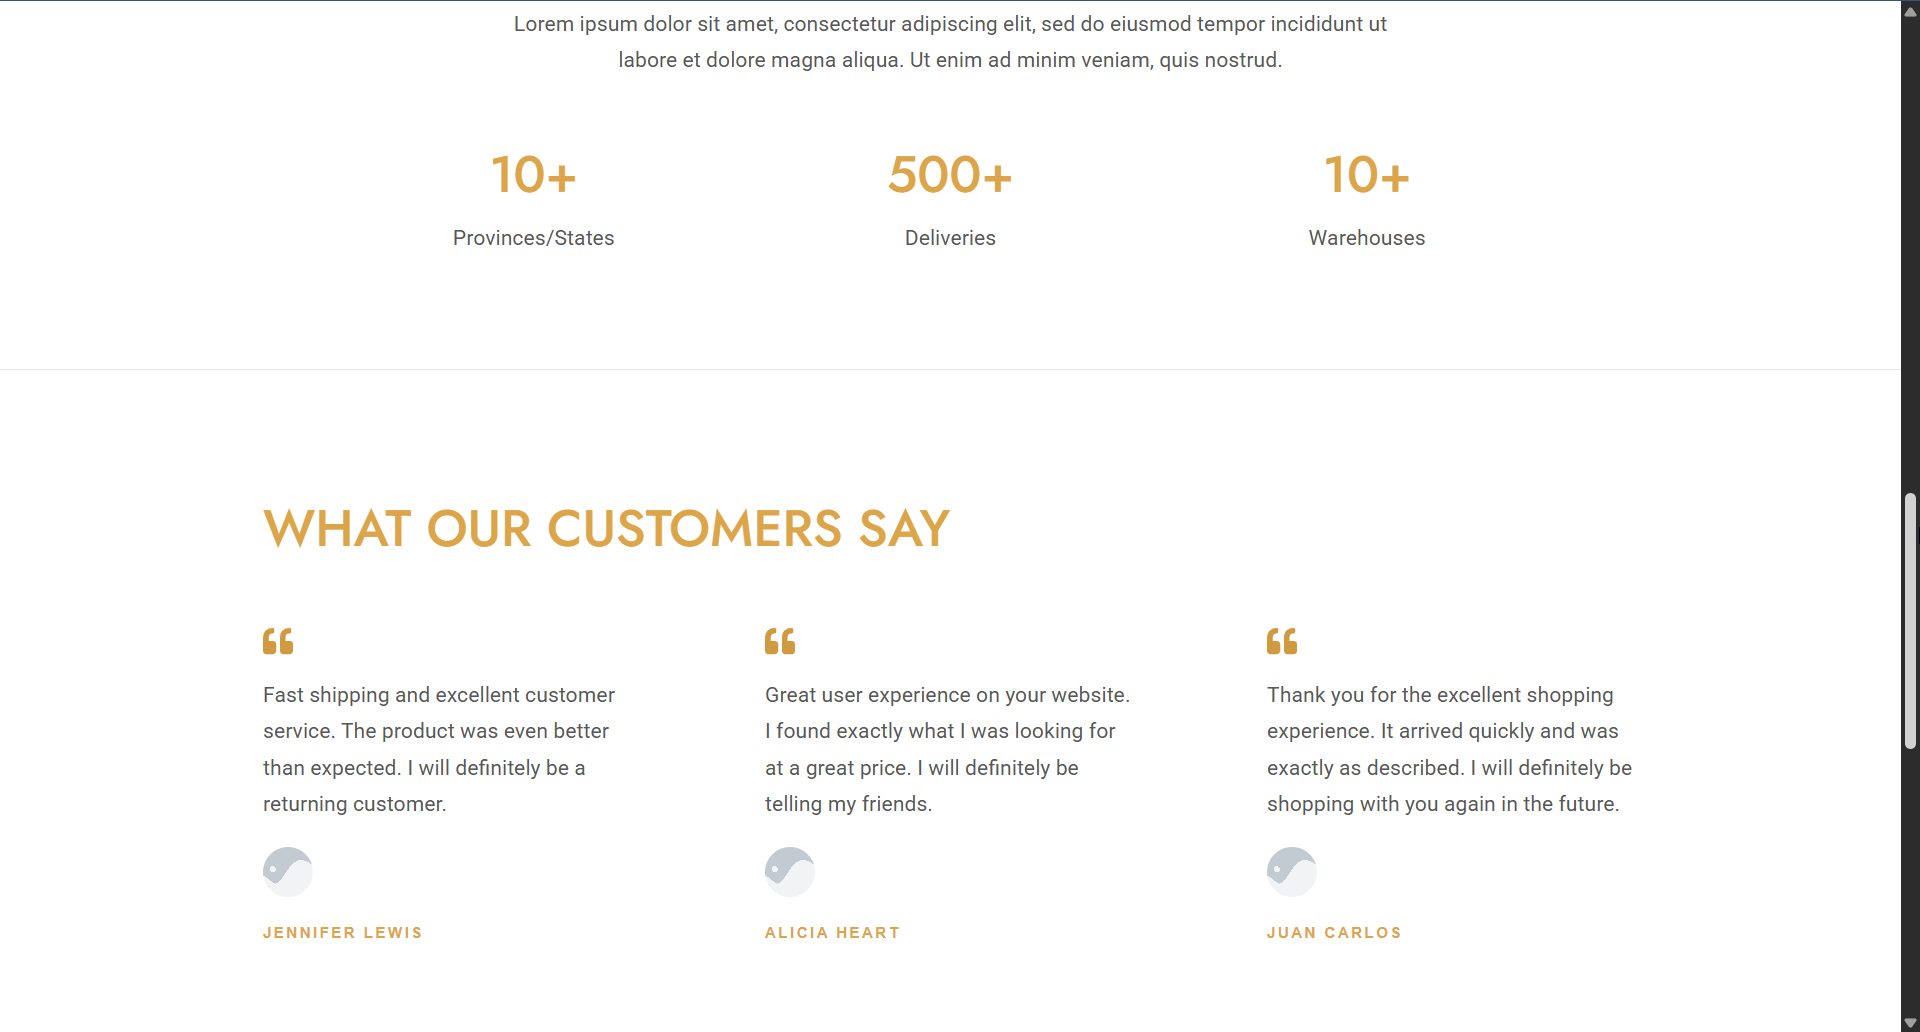 Lorem ipsum dolor sit amet, consectetur adipiscing elit, sed do eiusmod tempor incididunt ut
labore et dolore magna aliqua. Ut enim ad minim veniam, quis nostrud.
10+
Provinces/States
500+
Deliveries
10+
Warehouses
WHAT OUR CUSTOMERS SAY
Fast shipping and excellent customer
service. The product was even better
than expected. I will definitely be a
returning customer.
JENNIFER LEWIS
Great user experience on your website.
I found exactly what I was looking for
at a great price. I will definitely be
telling my friends.
ALICIA HEART
Thank you for the excellent shopping
experience. It arrived quickly and was
exactly as described. I will definitely be
shopping with you again in the future.
JUAN CARLOS